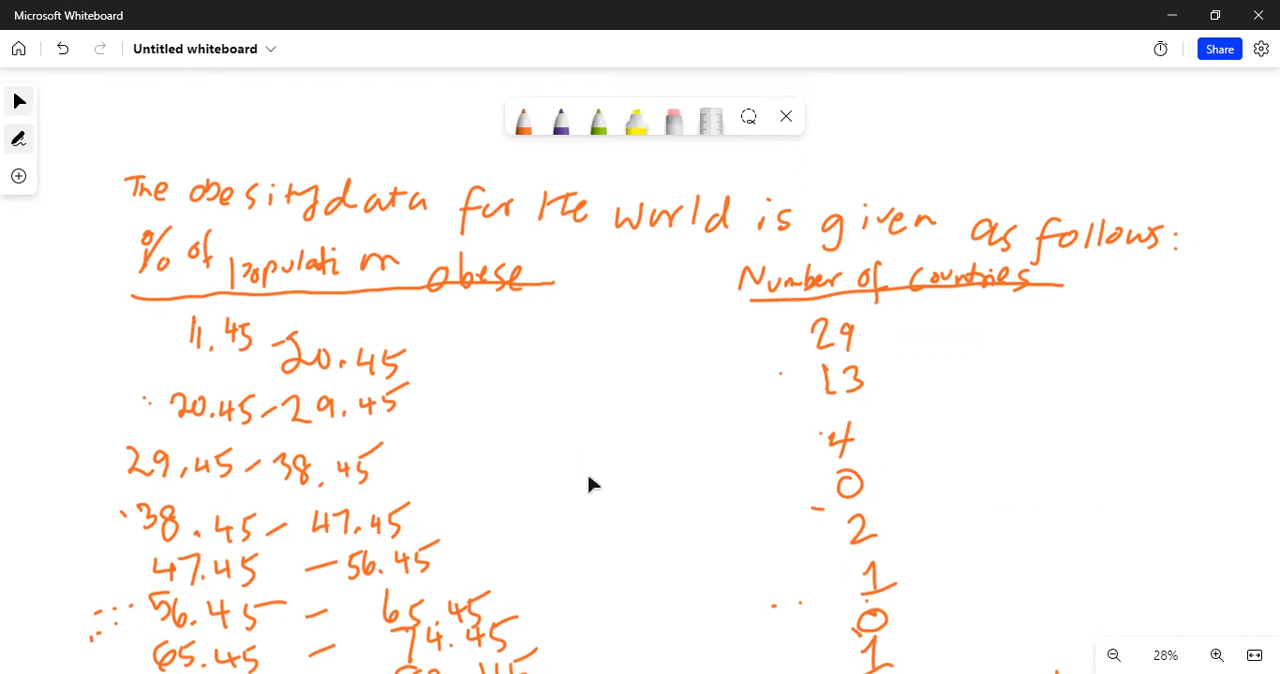 Microsoft Whiteboard
Untitled whiteboard
Share
The obesity data for the world is given as follows:
% of population obese Number of countries
11.45 - 20.45 29
20.45 - 29.45 13
29.45 - 38.45 4
38.45 - 47.45 0
47.45 - 56.45 2
56.45 - 65.45 1
65.45 - 74.45 0
1
28%